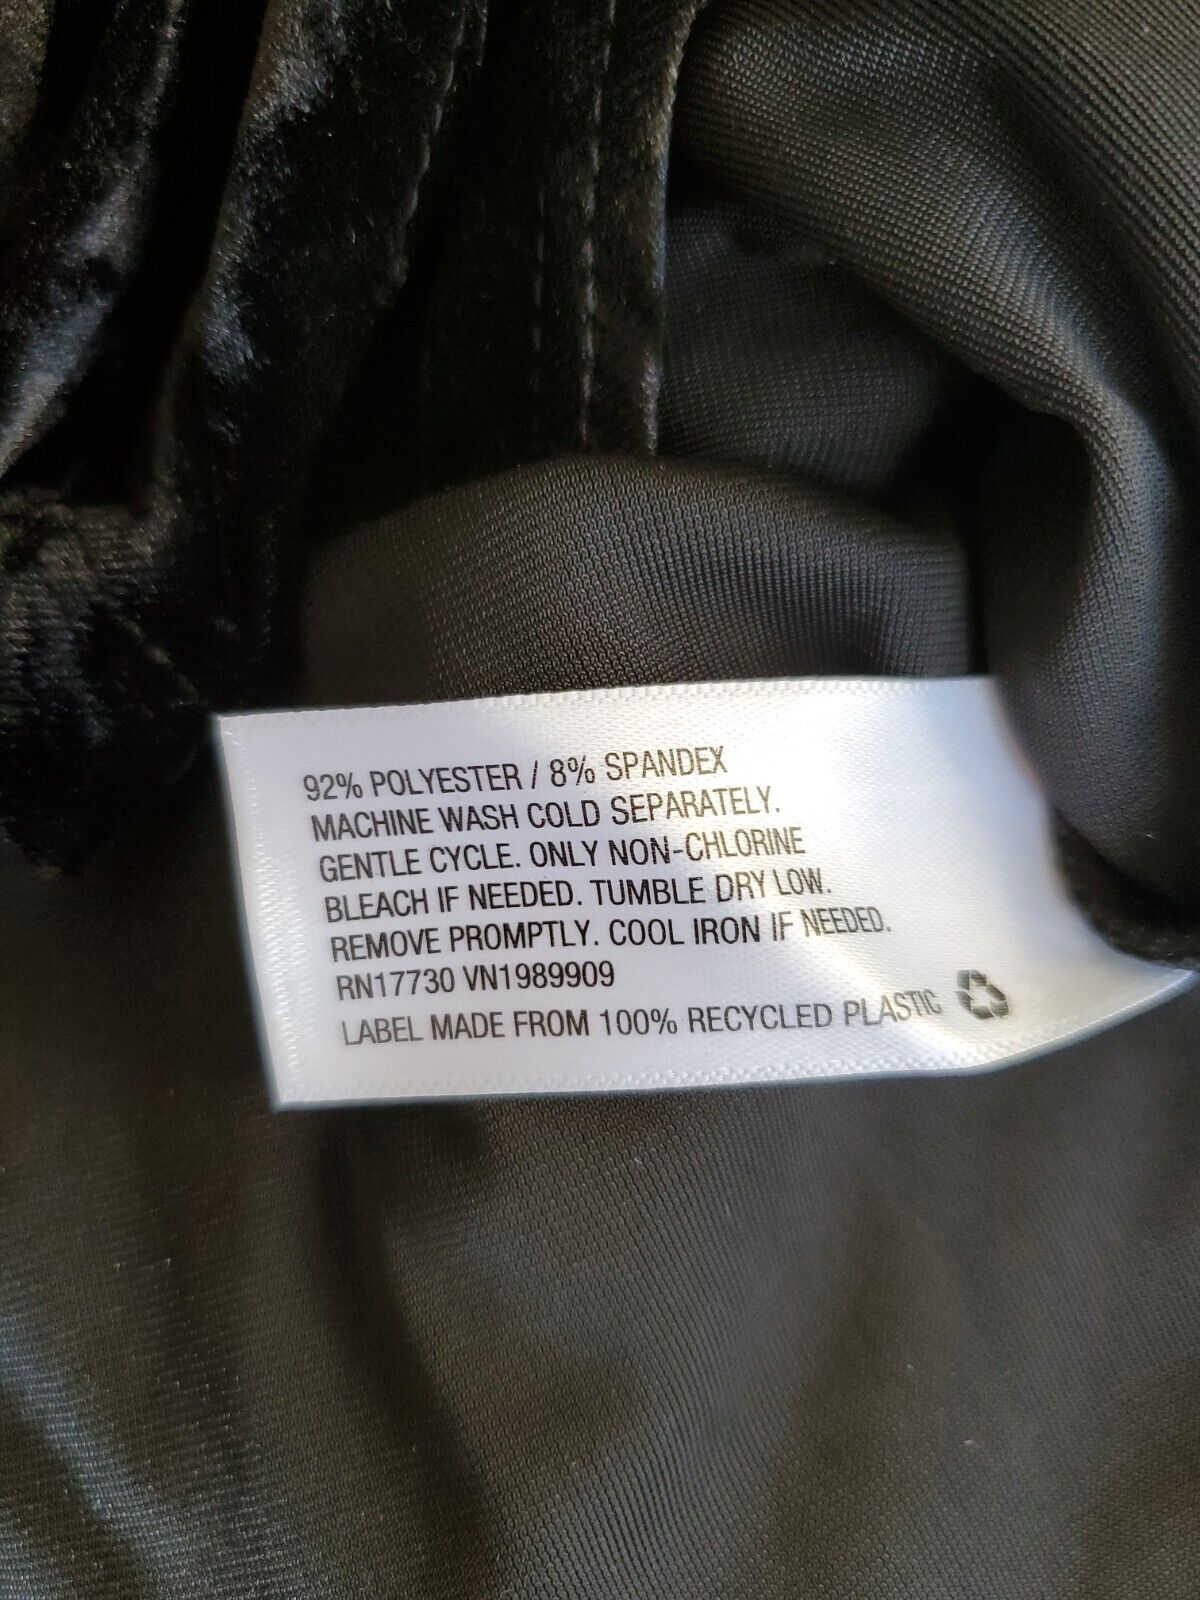 92% POLYESTER / 8% SPANDEX
MACHINE WASH COLD SEPARATELY.
GENTLE CYCLE. ONLY NON-CHLORINE
BLEACH IF NEEDED. TUMBLE DRY LOW.
REMOVE PROMPTLY. COOL IRON IF NEEDED.
RN17730 VN1989909
LABEL MADE FROM 100% RECYCLED PLASTIC